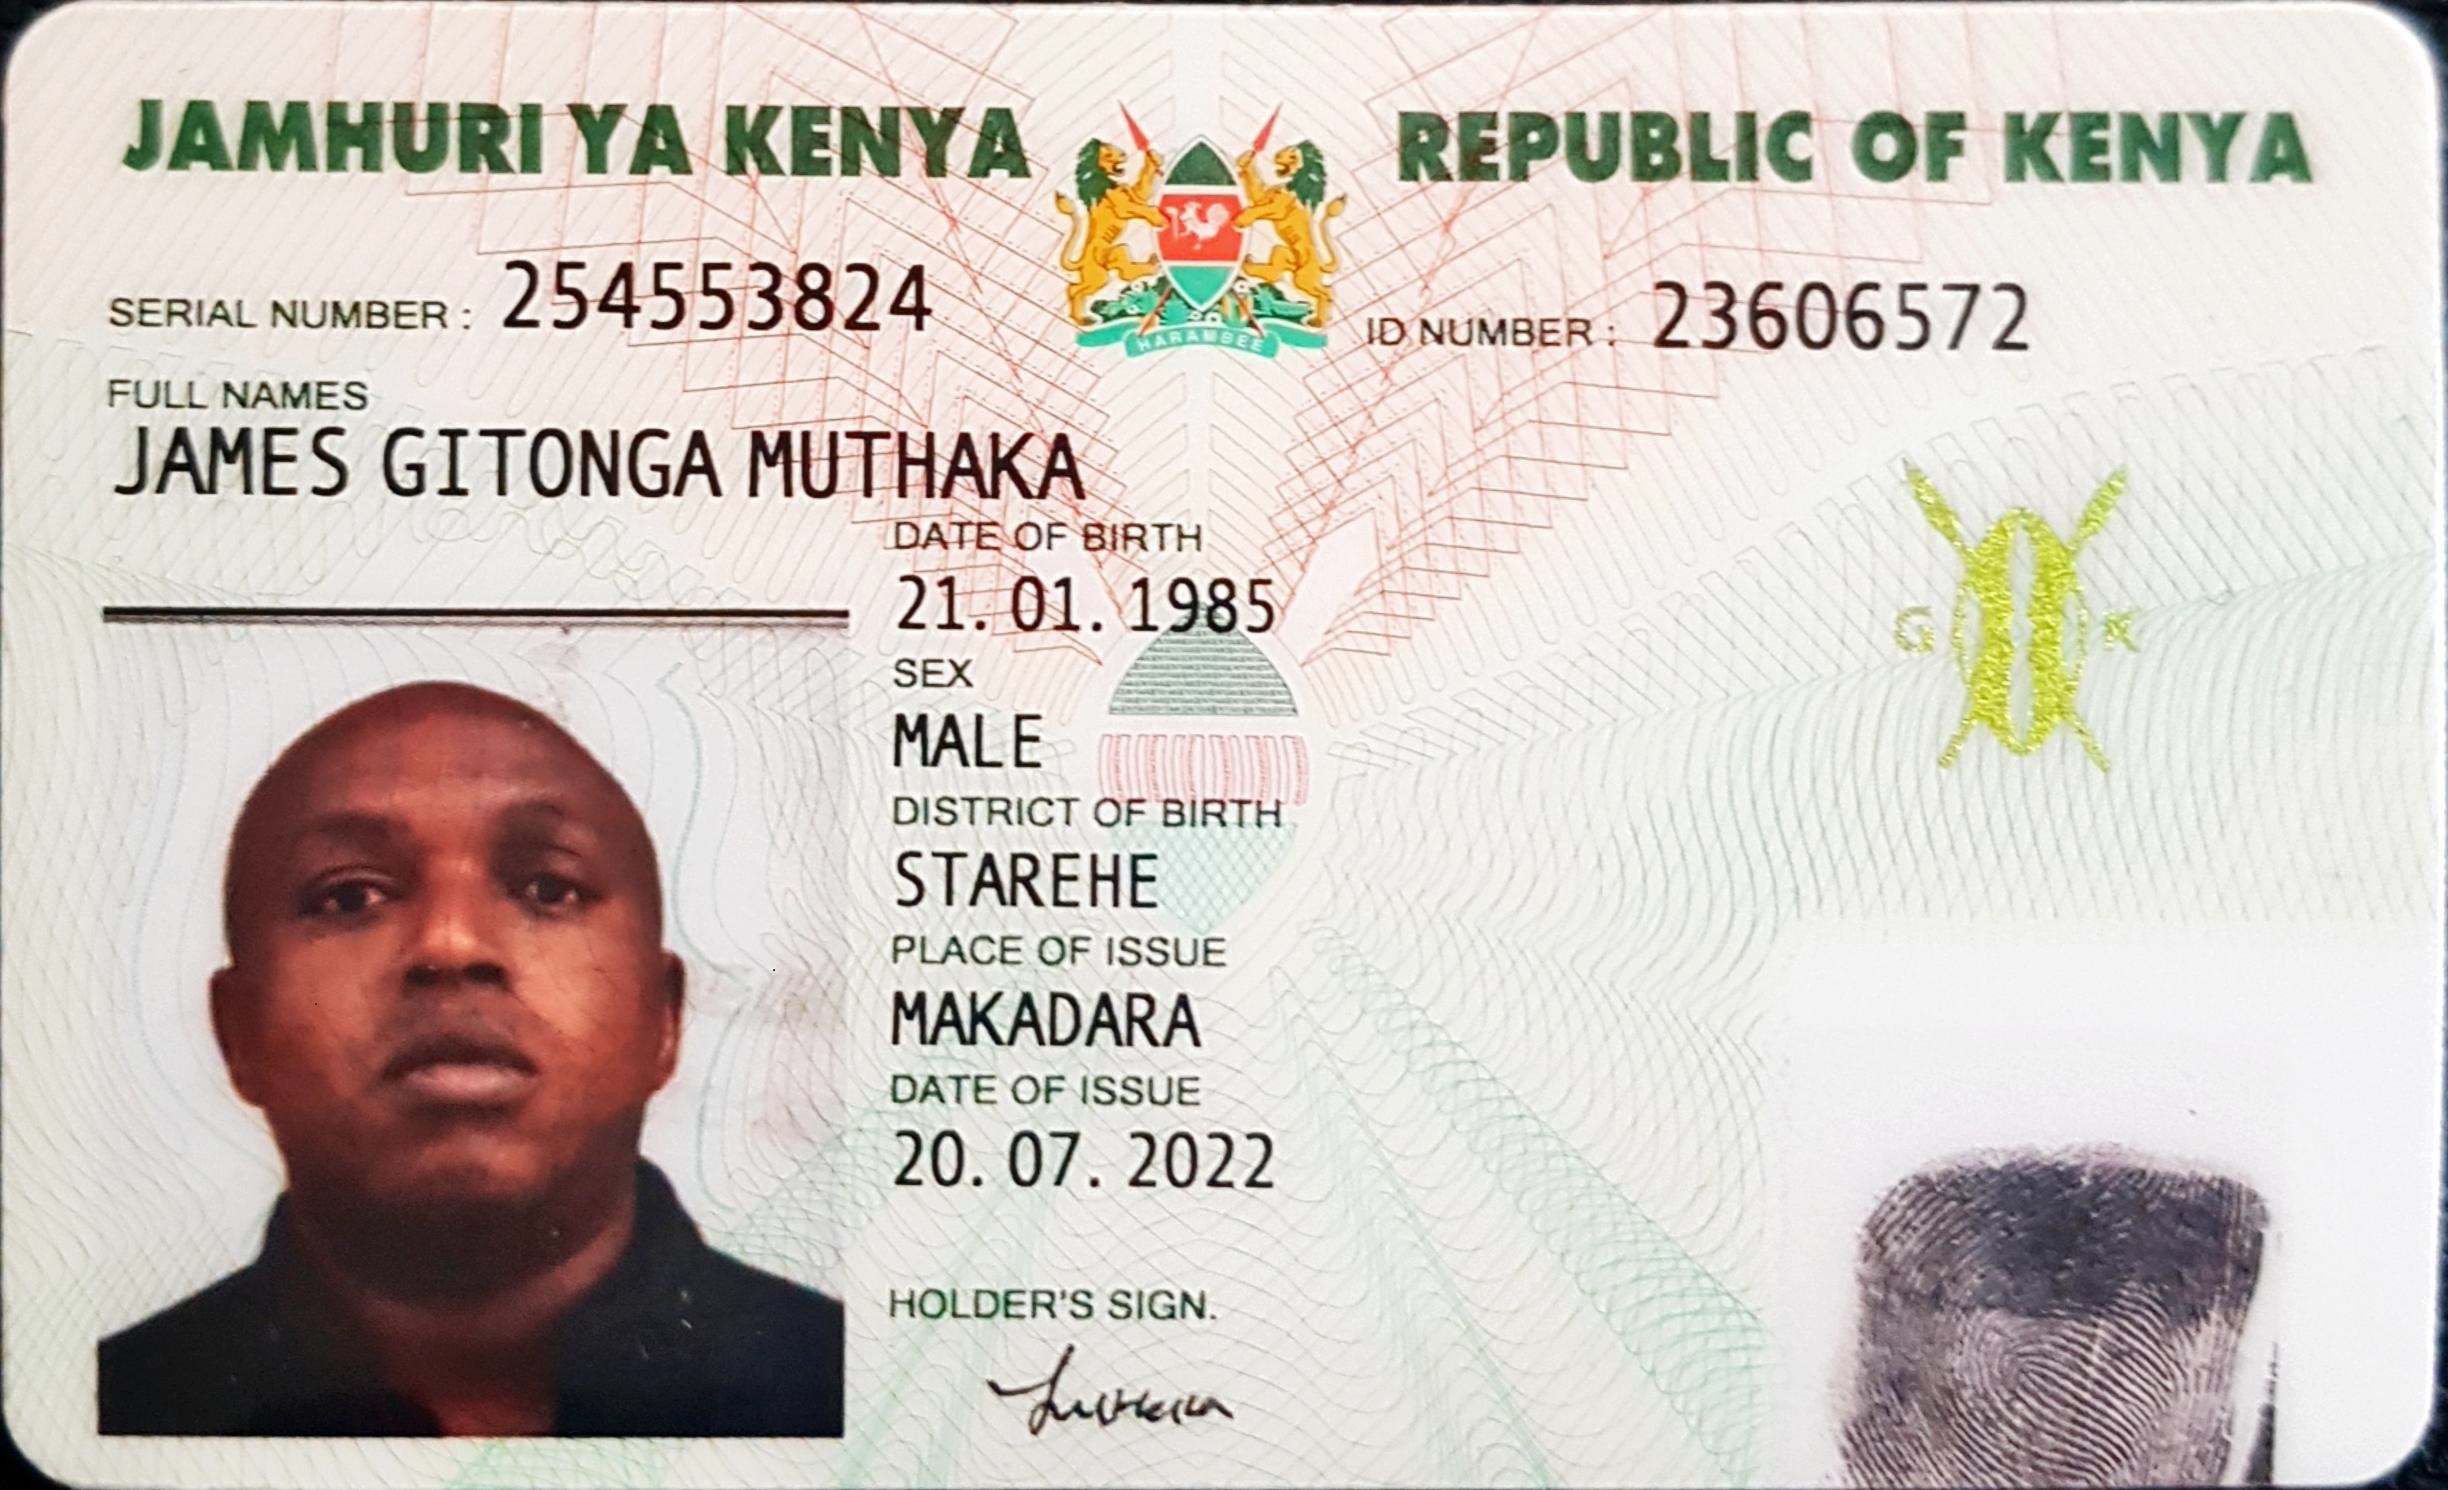 JAMHURI YA KENYA REPUBLIC OF KENYA
SERIAL NUMBER : 254553824 ID NUMBER : 23606572
HARAMBEE
FULL NAMES
JAMES GITONGA MUTHAKA
DATE OF BIRTH
21. 01. 1985
SEX
MALE
G K
DISTRICT OF BIRTH
STAREHE
PLACE OF ISSUE
MAKADARA
DATE OF ISSUE
20. 07. 2022
HOLDER'S SIGN.